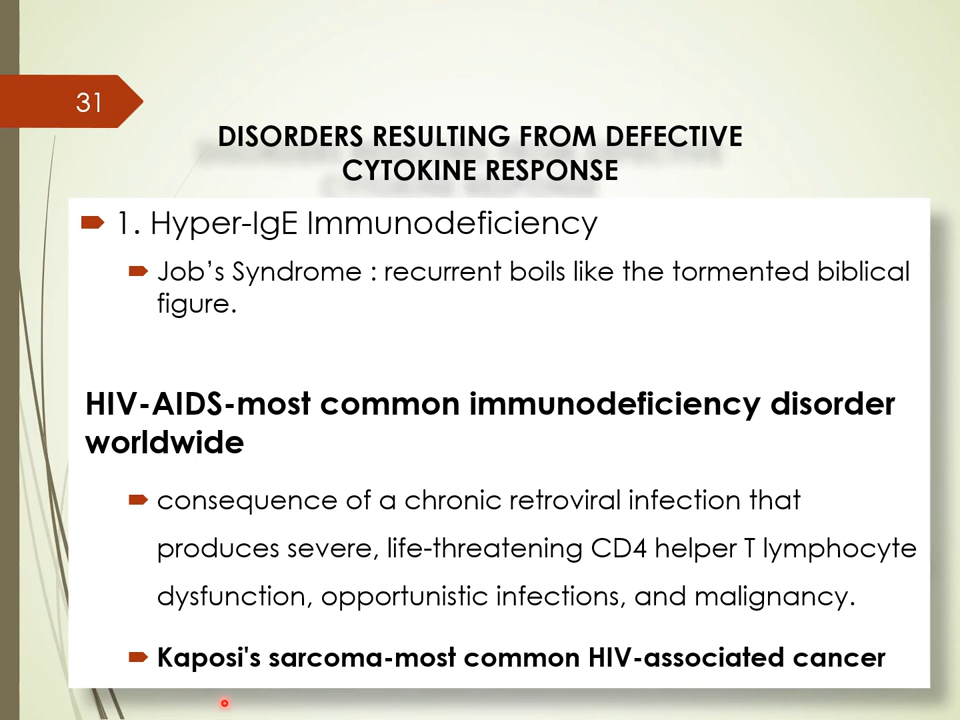 31
DISORDERS RESULTING FROM DEFECTIVE
CYTOKINE RESPONSE
1. Hyper-IgE Immunodeficiency
Job’s Syndrome : recurrent boils like the tormented biblical
figure.
HIV-AIDS-most common immunodeficiency disorder
worldwide
consequence of a chronic retroviral infection that
produces severe, life-threatening CD4 helper T lymphocyte
dysfunction, opportunistic infections, and malignancy.
Kaposi's sarcoma-most common HIV-associated cancer